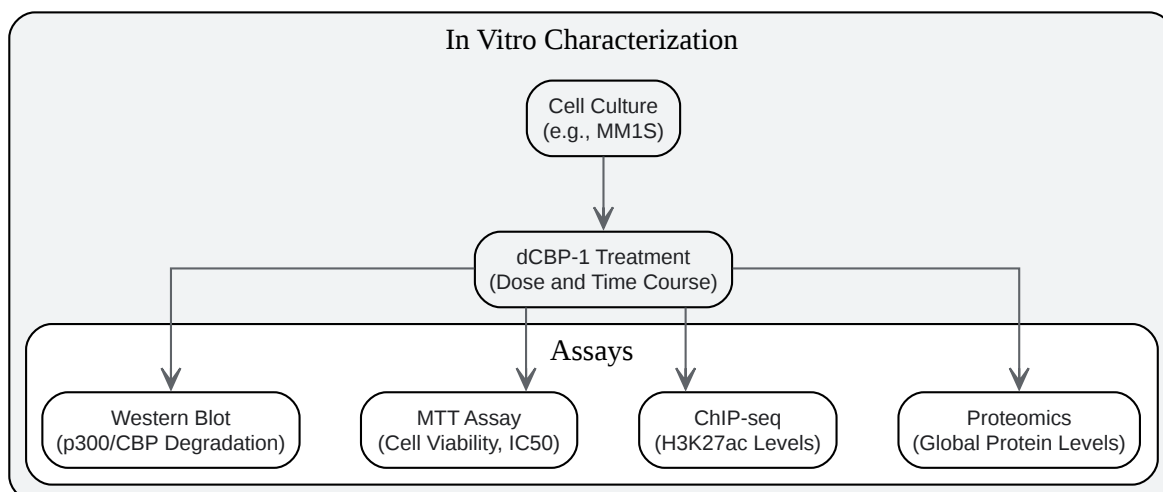 In Vitro Characterization
Cell Culture
(e.g., MM1S)
dCBP-1 Treatment
(Dose and Time Course)
Assays
Western Blot
(p300/CBP Degradation)
MTT Assay
(Cell Viability, IC50)
ChIP-seq
(H3K27ac Levels)
Proteomics
(Global Protein Levels)